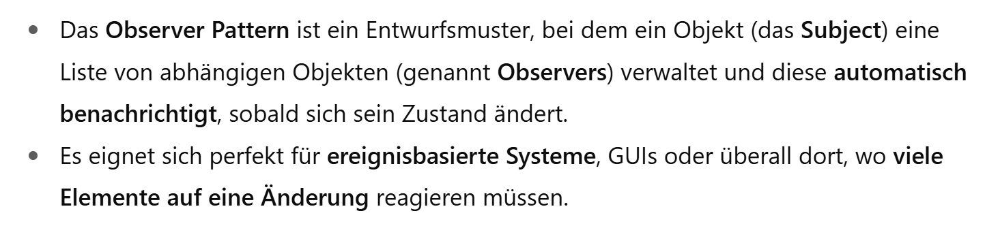 Das Observer Pattern ist ein Entwurfsmuster, bei dem ein Objekt (das Subject) eine
Liste von abhängigen Objekten (genannt Observers) verwaltet und diese automatisch
benachrichtigt, sobald sich sein Zustand ändert.
Es eignet sich perfekt für ereignisbasierte Systeme, GUIs oder überall dort, wo viele
Elemente auf eine Änderung reagieren müssen.